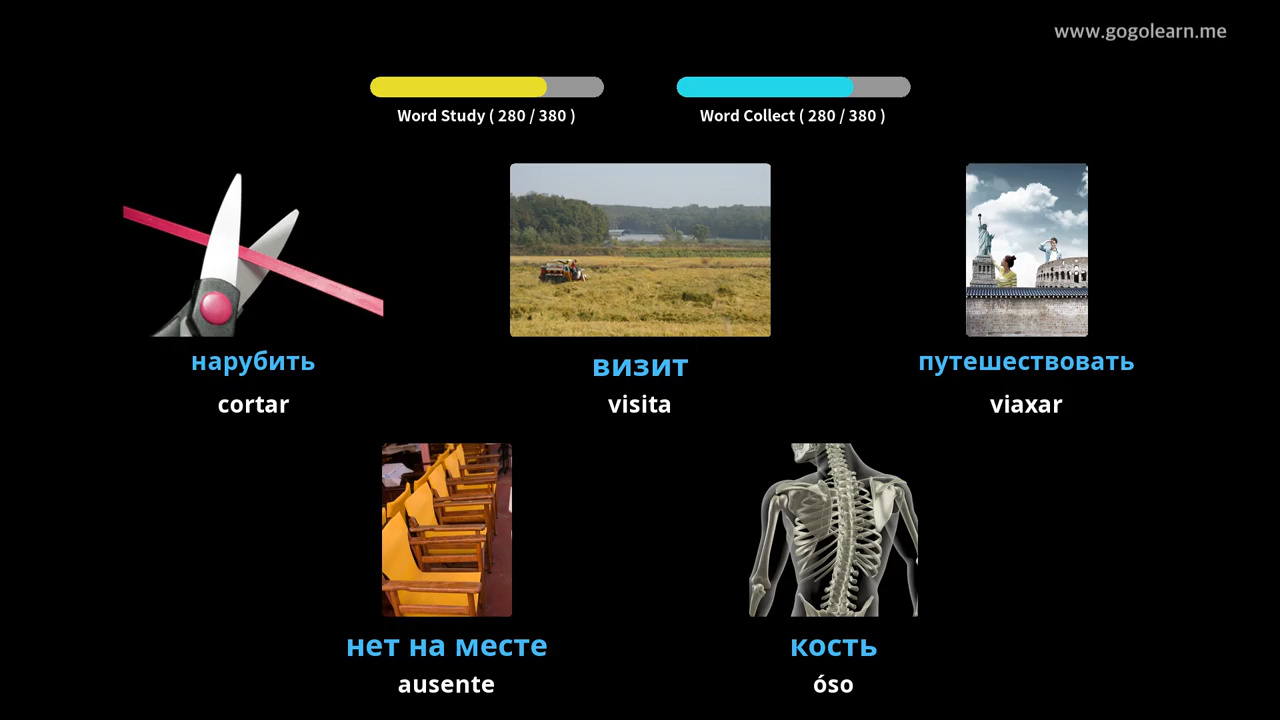 www.gogolearn.me
Word Study ( 280 / 380 )
Word Collect ( 280 / 380 )
нарубить
визит
путешествовать
cortar
visita
viaxar
нет на месте
кость
ausente
óso